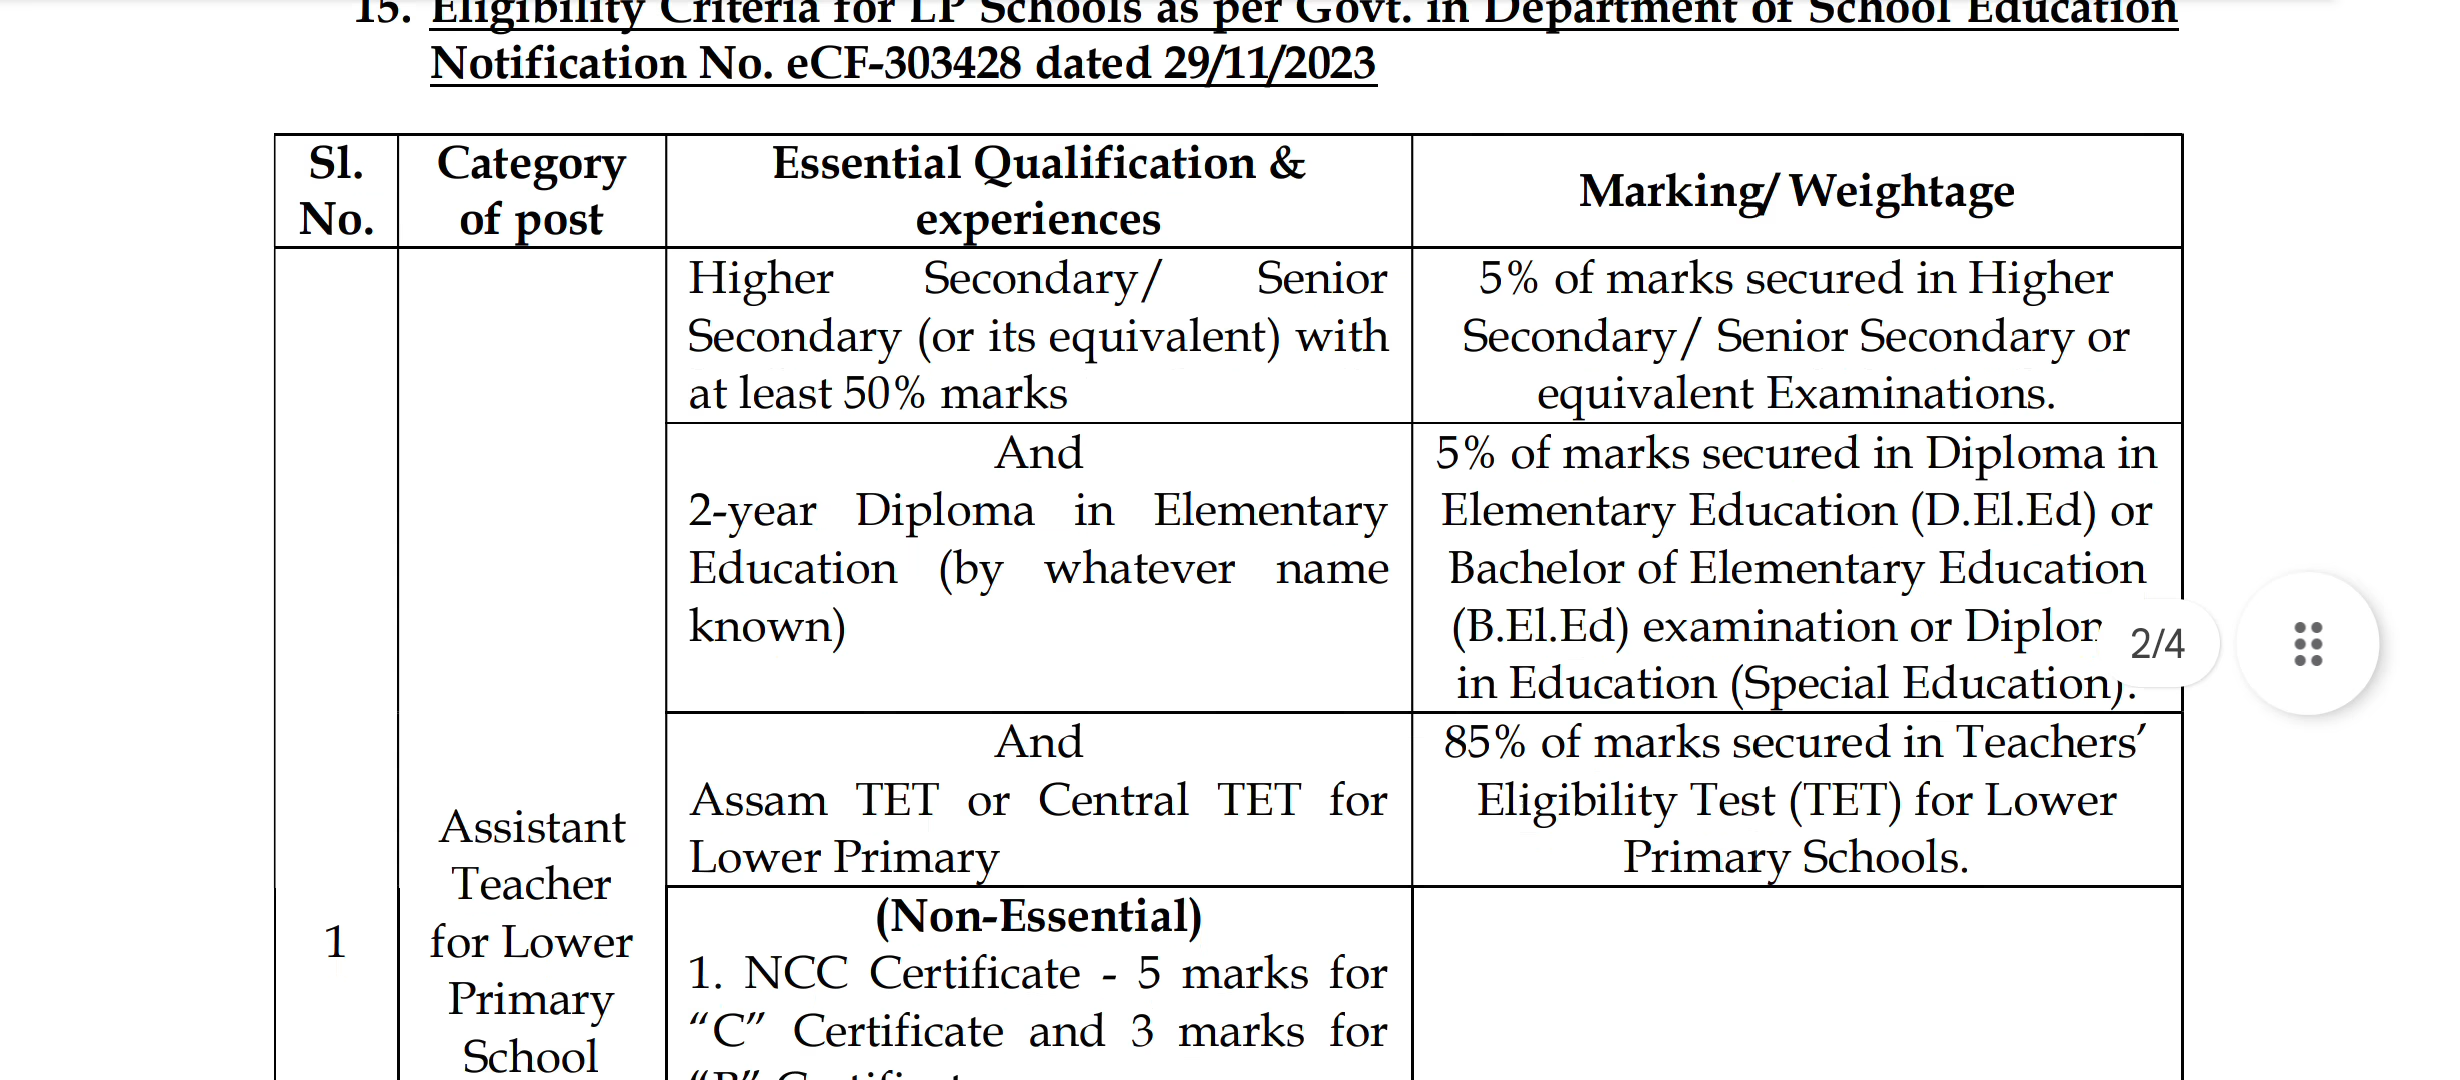 15. Eligibility Criteria for LP Schools as per Govt. in Department of School Education
Notification No. eCF-303428 dated 29/11/2023
Sl.
No.
Category
of post
Essential Qualification &
experiences
Marking/ Weightage
Higher Secondary/ Senior
Secondary (or its equivalent) with
at least 50% marks
5% of marks secured in Higher
Secondary/ Senior Secondary or
equivalent Examinations.
And
2-year Diploma in Elementary
Education (by whatever name
known)
5% of marks secured in Diploma in
Elementary Education (D.El.Ed) or
Bachelor of Elementary Education
(B.El.Ed) examination or
in Education (Special Education).
2/4
And
Assam TET or Central TET for
Lower Primary
85% of marks secured in Teachers’
Eligibility Test (TET) for Lower
Primary Schools.
1
Assistant
Teacher
for Lower
Primary
School
(Non-Essential)
1. NCC Certificate - 5 marks for
“C” Certificate and 3 marks for